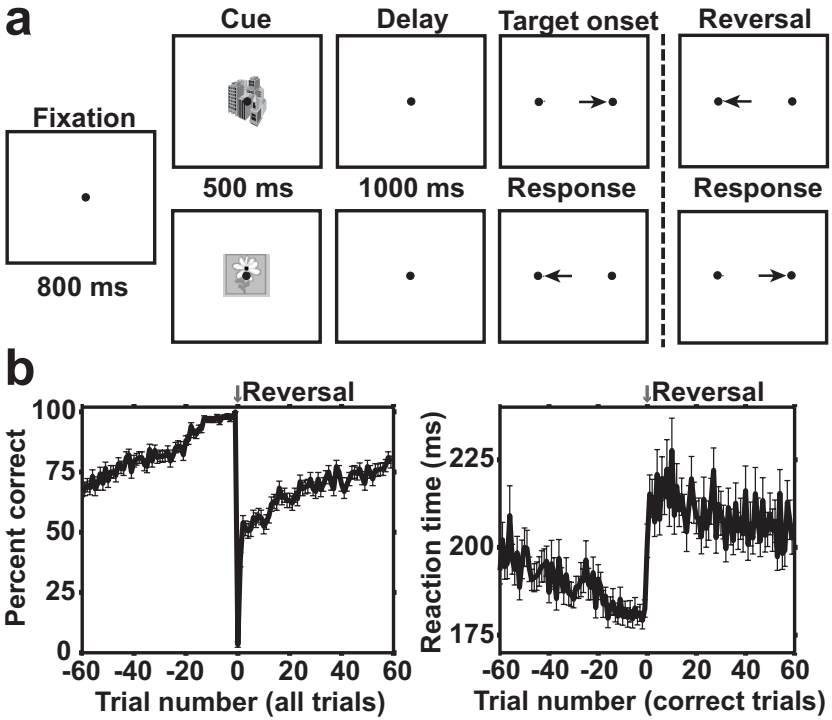 a
Cue
Delay
Target onset
Reversal
Fixation
500 ms
1000 ms
Response
Response
800 ms
b
↓Reversal
100
75
50
25
0
Percent correct
-60 -40 -20 0 20 40 60
Trial number (all trials)
↓Reversal
225
200
175
Reaction time (ms)
-60 -40 -20 0 20 40 60
Trial number (correct trials)